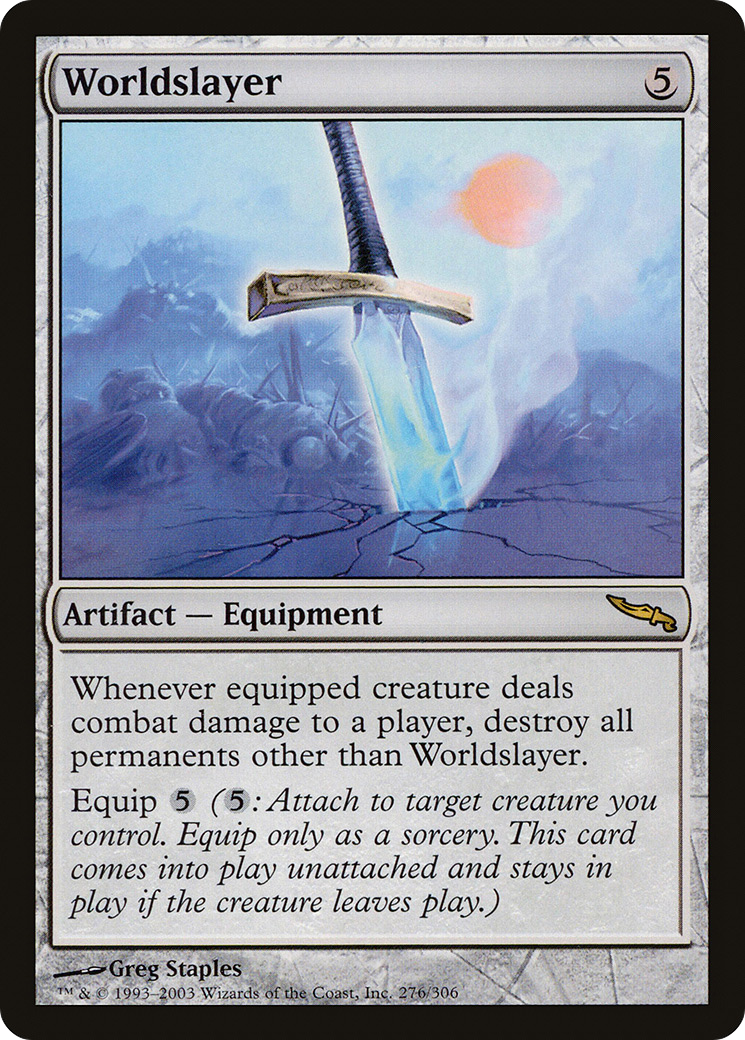 Worldslayer 5
Artifact — Equipment
Whenever equipped creature deals
combat damage to a player, destroy all
permanents other than Worldslayer.
Equip 5 (5: Attach to target creature you
control. Equip only as a sorcery. This card
comes into play unattached and stays in
play if the creature leaves play.)
Greg Staples
™ & © 1993–2003 Wizards of the Coast, Inc. 276/306